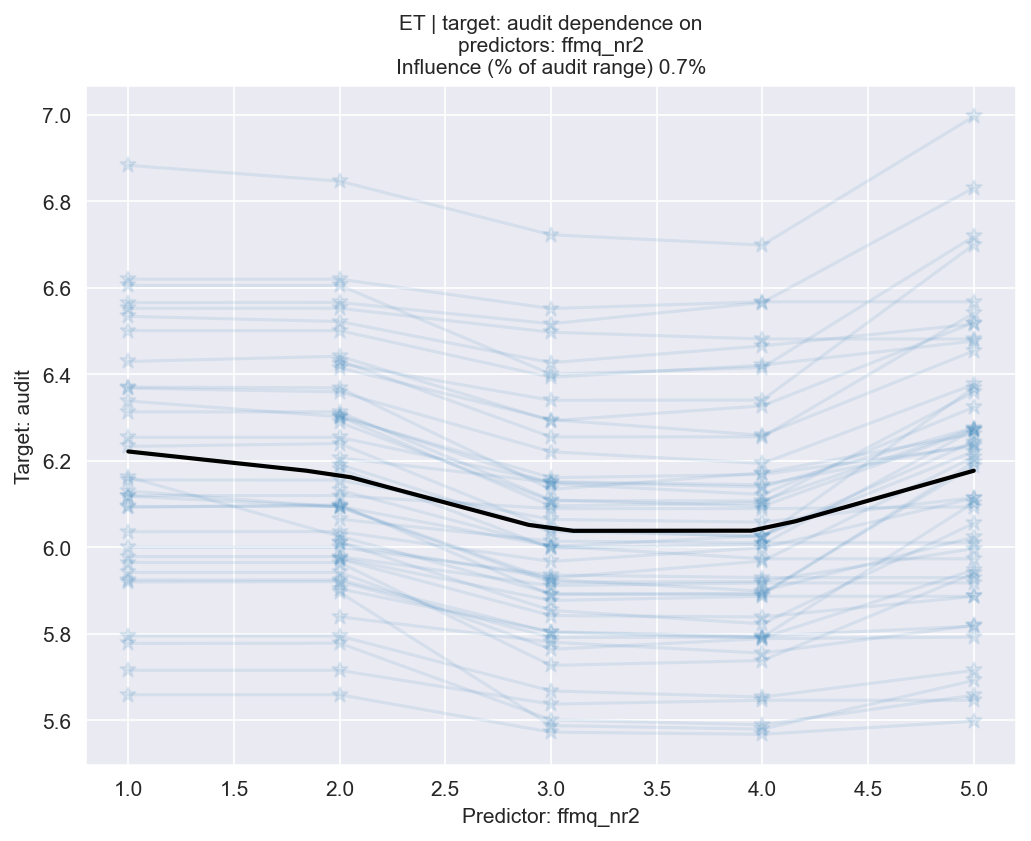 ET | target: audit dependence on
predictors: ffmq_nr2
Influence (% of audit range) 0.7%
7.0
6.8
6.6
6.4
6.2
6.0
5.8
5.6
Target: audit
1.0 1.5 2.0 2.5 3.0 3.5 4.0 4.5 5.0
Predictor: ffmq_nr2